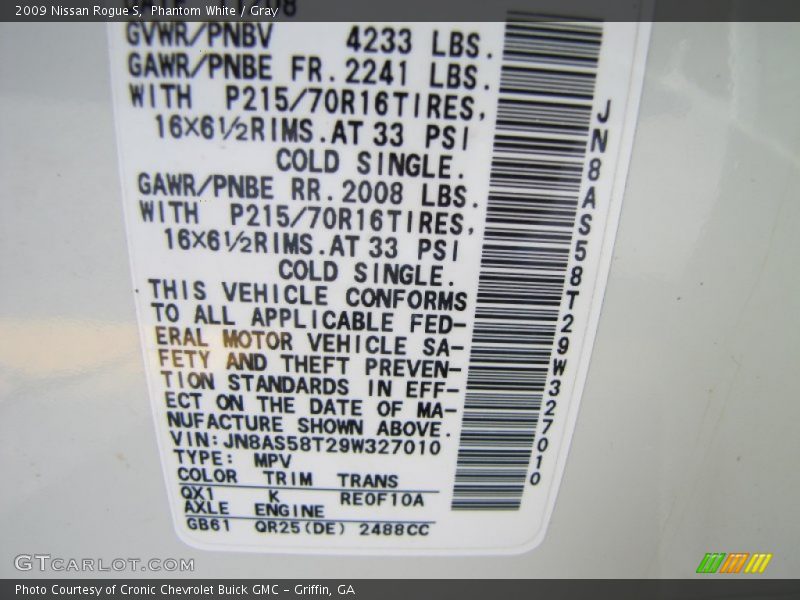 2009 Nissan Rogue S,  Phantom White / Gray
GVWR/PNBV 4233 LBS.
GAWR/PNBE FR. 2241 LBS.
WITH P215/70R16TIRES,
16X6½RIMS.AT 33 PSI
COLD SINGLE.
GAWR/PNBE RR. 2008 LBS.
WITH P215/70R16TIRES,
16X6½RIMS.AT 33 PSI
COLD SINGLE.
THIS VEHICLE CONFORMS
TO ALL APPLICABLE FED-
ERAL MOTOR VEHICLE SA-
FETY AND THEFT PREVEN-
TION STANDARDS IN EFF-
ECT ON THE DATE OF MA-
NUFACTURE SHOWN ABOVE.
VIN:JN8AS58T29W327010
TYPE: MPV
COLOR TRIM TRANS
QX1 K RE0F10A
AXLE ENGINE
GB61 QR25(DE) 2488CC
JN8AS58T29W327010
GTCARLOT.COM
Photo Courtesy of Cronic Chevrolet Buick GMC - Griffin, GA